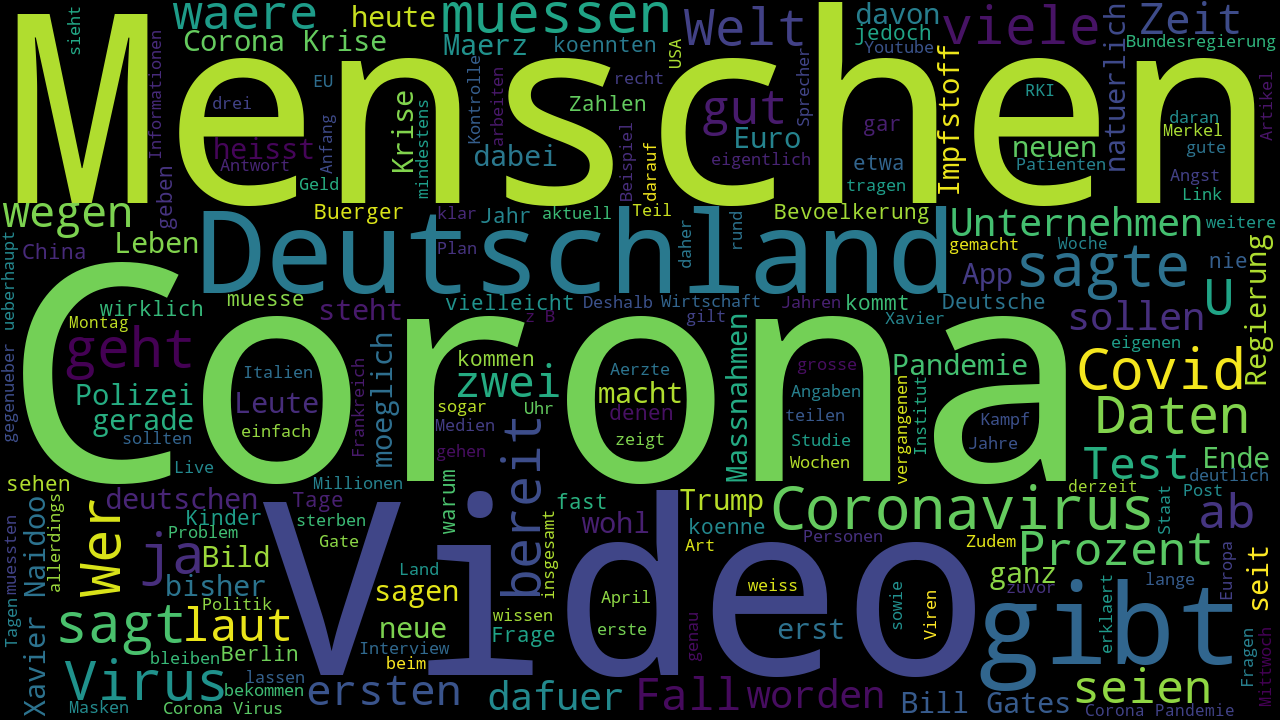 Menschen
waere
heute
muessen
Welt
davon
jedoch
viele
Zeit
sieht
Corona Krise
Maerz
koennten
USA
Youtube
natuerlich
Bundesregierung
Informationen
drei
EU
Anfang
Krise
mindestens
Kontrolle
arbeiten
recht
Zahlen
gut
Sprecher
Impfstoff
RKI
daran
Merkel
gute
Artikel
heisst
Antwort
Geld
geben
dabei
Beispiel
darauf
Euro
eigentlich
gar
etwa
tragen
neuen
Patienten
Angst
Link
wegen
Buerger
klar
Jahr
aktuell
Teil
Bevoelkerung
Unternehmen
weitere
China
Leben
Deutschland
Plan
daher
rund
gemacht
Woche
nie
App
sagte
Regierung
ueberhaupt
gegenueber
wirklich
Montag
muesse
steht
vielleicht
z B
Deshalb
Wirtschaft
gilt
Jahren
kommt
Xavier
Deutsche
sollen
U
Corona
geht
Polizei
gerade
sollten
Italien
Leute
einfach
Frankreich
moeglich
kommen
zwei
sogar
Medien
gehen
Uhr
Aerzte
macht
denen
zeigt
Massnahmen
grosse
Angaben
teilen
Studie
Wochen
Pandemie
vergangenen
Institut
Kampf
Jahre
eigenen
Covid
Daten
Test
Ende
deutlich
Live
sehen
Millionen
warum
bereit
fast
Trump
Coronavirus
derzeit
Post
Staat
ab
deutschen
Tage
Kinder
sterben
Problem
Gate
allerdings
wer
ja
Bild
bisher
Xavier Naidoo
muessten
Tagen
Video
insgesamt
wohl
koenne
Art
Personen
Zudem
Prozent
ganz
zuvor
lange
Europa
seit
Land
sagen
wissen
weiss
April
erste
neue
Frage
genau
erst
sowie
Viren
erklaert
gibt
sagt
laut
Politik
Berlin
bleiben
Interview
beim
lassen
Virus
bekommen
Masken
Corona Virus
ersten
dafuer
Fall
worden
Bill Gates
seien
Corona Pandemie
Fragen
Mittwoch